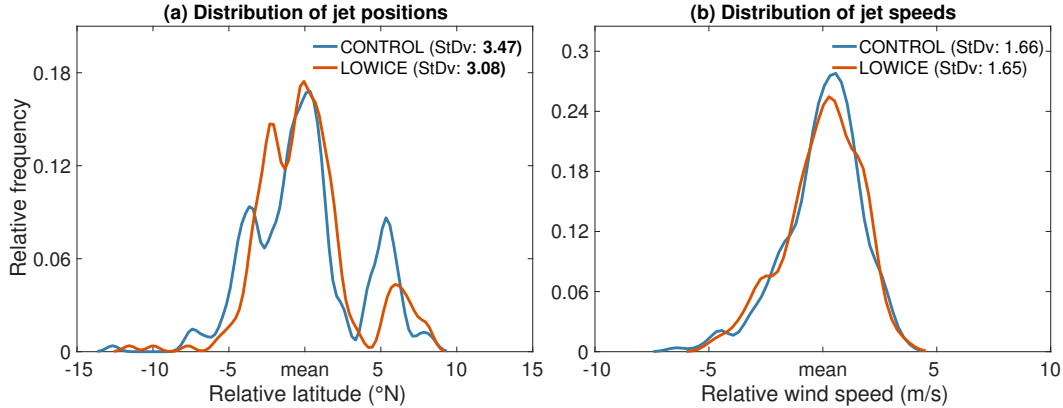 (a) Distribution of jet positions
CONTROL (StDv: 3.47)
LOWICE (StDv: 3.08)
Relative frequency
0.18
0.12
0.06
0
-15
-10
-5
mean
5
10
15
Relative latitude (°N)
(b) Distribution of jet speeds
CONTROL (StDv: 1.66)
LOWICE (StDv: 1.65)
0.3
0.24
0.18
0.12
0.06
0
-10
-5
mean
5
10
Relative wind speed (m/s)